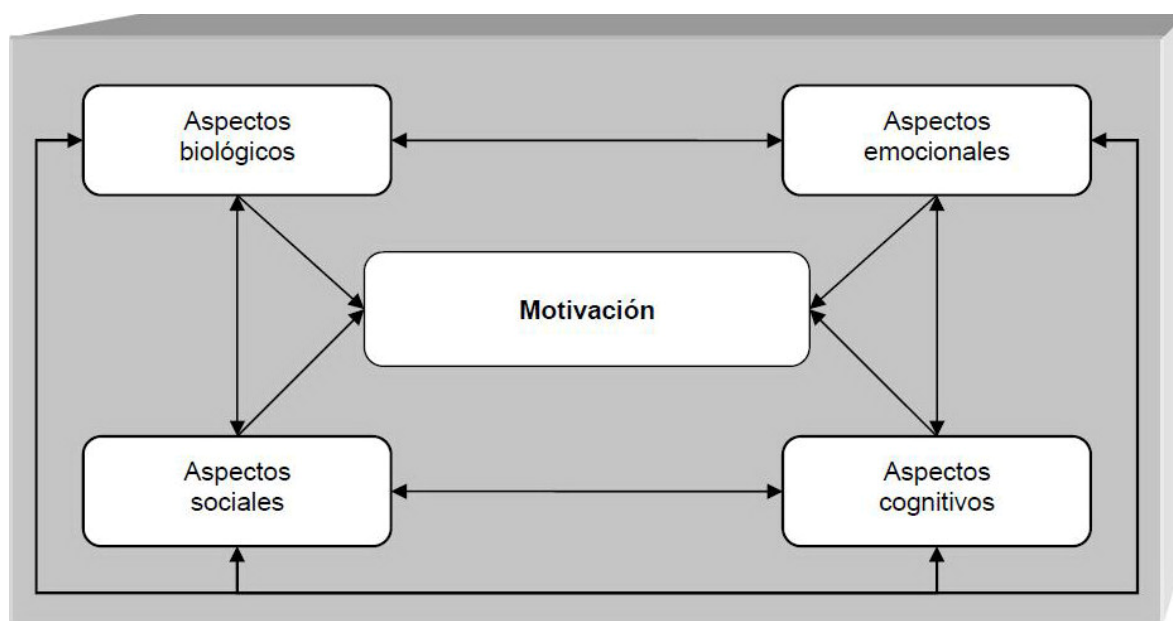 Aspectos
biológicos
Aspectos
emocionales
Motivación
Aspectos
sociales
Aspectos
cognitivos